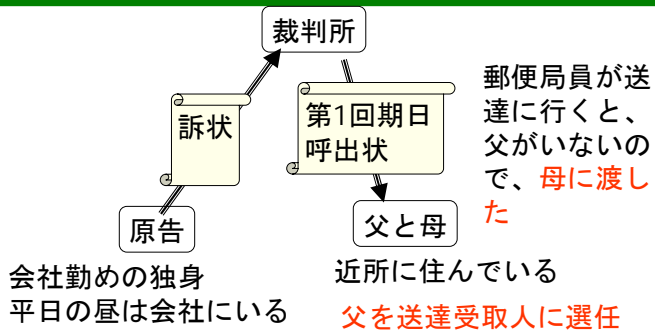 裁判所
訴状
第1回期日
呼出状
郵便局員が送
達に行くと、
父がいないの
で、母に渡し
た
原告
父と母
会社勤めの独身
平日の昼は会社にいる
近所に住んでいる
父を送達受取人に選任